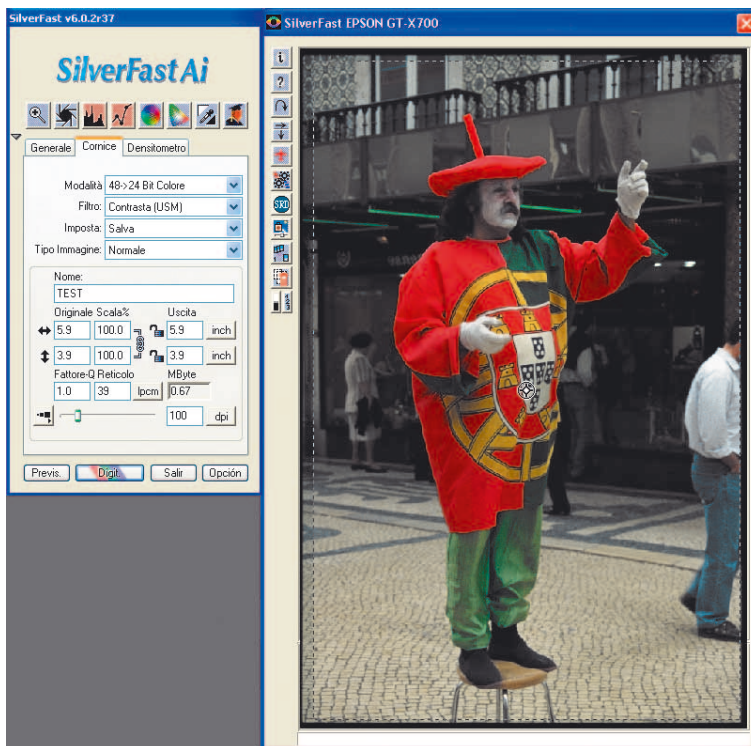 SilverFast v6.0.2r37
SilverFast Ai
Generale Cornice Densitometro
Modalità 48->24 Bit Colore
Filtro: Contrasta (USM)
Imposta: Salva
Tipo Immagine: Normale
Nome:
TEST
Originale Scala% Uscita
5.9 100.0 5.9 inch
3.9 100.0 3.9 inch
Fattore-Q Reticolo MByte
1.0 39 lpcm 0.67
100 dpi
Previs. Digit. Salir Opción
SilverFast EPSON GT-X700
i
?
SRD